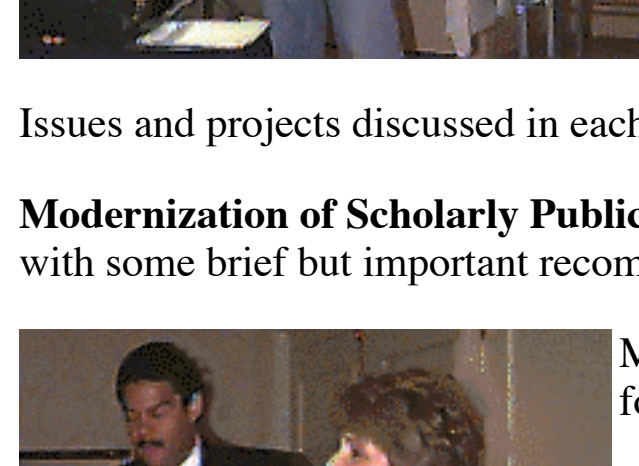 Issues and projects discussed in each
Modernization of Scholarly Public
with some brief but important recom
M
fo